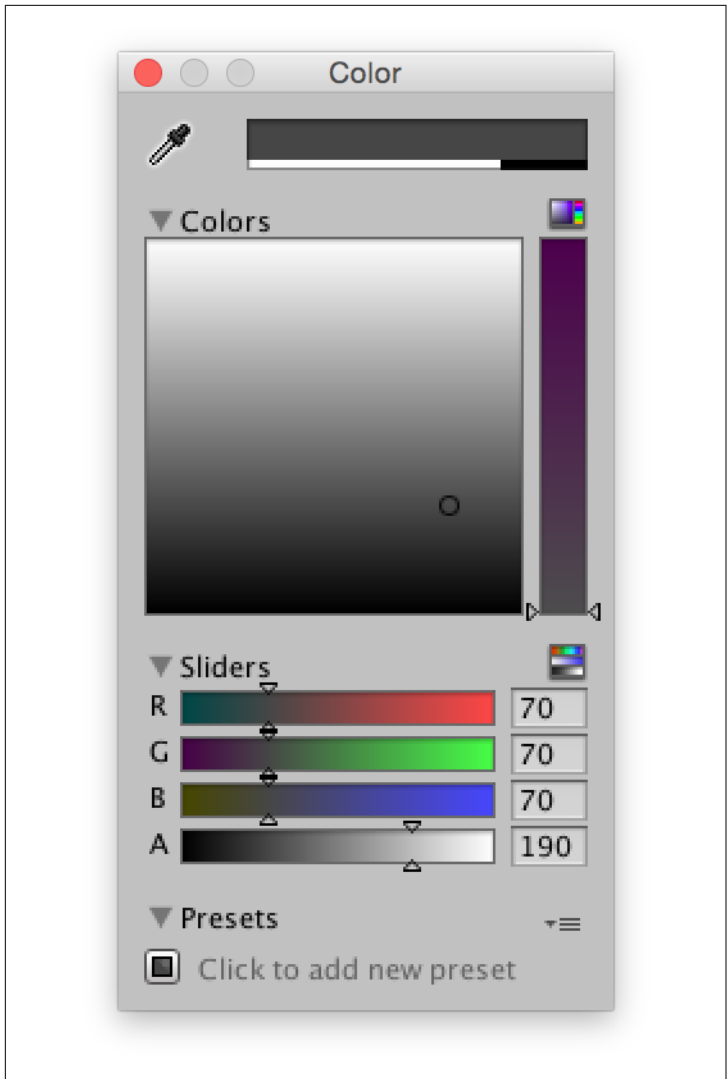 Color
Colors
Sliders
R 70
G 70
B 70
A 190
Presets
Click to add new preset